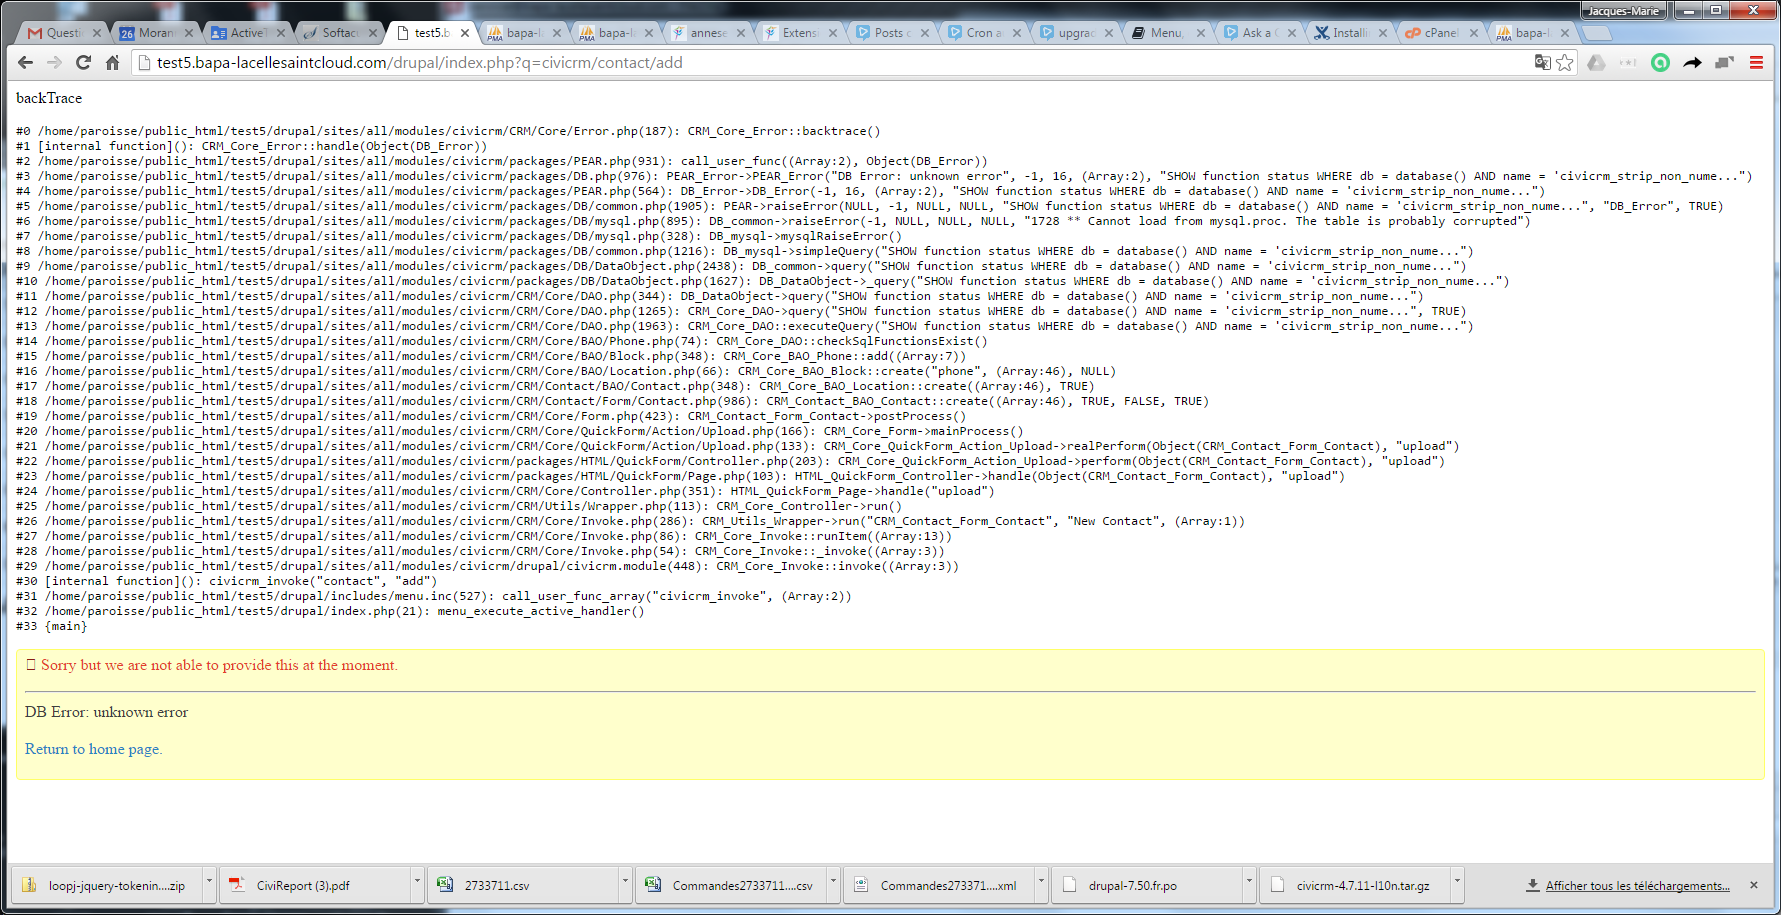 Jacques-Marie
Questi
26 Moran
ActiveT
Softacu
test5.b
PMA bapa-l
PMA bapa-l
annese
Extens
Posts c
Cron a
upgrad
Menu,
Ask a C
Installi
cP cPanel
PMA bapa-l
test5.bapa-lacellesaintcloud.com/drupal/index.php?q=civicrm/contact/add
backTrace
#0 /home/paroisse/public_html/test5/drupal/sites/all/modules/civicrm/CRM/Core/Error.php(187): CRM_Core_Error::backtrace()
#1 [internal function](): CRM_Core_Error::handle(Object(DB_Error))
#2 /home/paroisse/public_html/test5/drupal/sites/all/modules/civicrm/packages/PEAR.php(931): call_user_func((Array:2), Object(DB_Error))
#3 /home/paroisse/public_html/test5/drupal/sites/all/modules/civicrm/packages/DB.php(976): PEAR_Error->PEAR_Error("DB Error: unknown error", -1, 16, (Array:2), "SHOW function status WHERE db = database() AND name = 'civicrm_strip_non_nume...")
#4 /home/paroisse/public_html/test5/drupal/sites/all/modules/civicrm/packages/PEAR.php(564): DB_Error->DB_Error(-1, 16, (Array:2), "SHOW function status WHERE db = database() AND name = 'civicrm_strip_non_nume...")
#5 /home/paroisse/public_html/test5/drupal/sites/all/modules/civicrm/packages/DB/common.php(1905): PEAR->raiseError(NULL, -1, NULL, NULL, "SHOW function status WHERE db = database() AND name = 'civicrm_strip_non_nume...", "DB_Error", TRUE)
#6 /home/paroisse/public_html/test5/drupal/sites/all/modules/civicrm/packages/DB/mysql.php(895): DB_common->raiseError(-1, NULL, NULL, NULL, "1728 ** Cannot load from mysql.proc. The table is probably corrupted")
#7 /home/paroisse/public_html/test5/drupal/sites/all/modules/civicrm/packages/DB/mysql.php(328): DB_mysql->mysqlRaiseError()
#8 /home/paroisse/public_html/test5/drupal/sites/all/modules/civicrm/packages/DB/common.php(1216): DB_mysql->simpleQuery("SHOW function status WHERE db = database() AND name = 'civicrm_strip_non_nume...")
#9 /home/paroisse/public_html/test5/drupal/sites/all/modules/civicrm/packages/DB/DataObject.php(2438): DB_common->query("SHOW function status WHERE db = database() AND name = 'civicrm_strip_non_nume...")
#10 /home/paroisse/public_html/test5/drupal/sites/all/modules/civicrm/packages/DB/DataObject.php(1627): DB_DataObject->_query("SHOW function status WHERE db = database() AND name = 'civicrm_strip_non_nume...")
#11 /home/paroisse/public_html/test5/drupal/sites/all/modules/civicrm/CRM/Core/DAO.php(344): DB_DataObject->query("SHOW function status WHERE db = database() AND name = 'civicrm_strip_non_nume...")
#12 /home/paroisse/public_html/test5/drupal/sites/all/modules/civicrm/CRM/Core/DAO.php(1265): CRM_Core_DAO->query("SHOW function status WHERE db = database() AND name = 'civicrm_strip_non_nume...", TRUE)
#13 /home/paroisse/public_html/test5/drupal/sites/all/modules/civicrm/CRM/Core/DAO.php(1963): CRM_Core_DAO::executeQuery("SHOW function status WHERE db = database() AND name = 'civicrm_strip_non_nume...")
#14 /home/paroisse/public_html/test5/drupal/sites/all/modules/civicrm/CRM/Core/BAO/Phone.php(74): CRM_Core_DAO::checkSqlFunctionsExist()
#15 /home/paroisse/public_html/test5/drupal/sites/all/modules/civicrm/CRM/Core/BAO/Block.php(348): CRM_Core_BAO_Phone::add((Array:7))
#16 /home/paroisse/public_html/test5/drupal/sites/all/modules/civicrm/CRM/Core/BAO/Location.php(66): CRM_Core_BAO_Block::create("phone", (Array:46), NULL)
#17 /home/paroisse/public_html/test5/drupal/sites/all/modules/civicrm/CRM/Contact/BAO/Contact.php(348): CRM_Core_BAO_Location::create((Array:46), TRUE)
#18 /home/paroisse/public_html/test5/drupal/sites/all/modules/civicrm/CRM/Contact/Form/Contact.php(986): CRM_Contact_BAO_Contact::create((Array:46), TRUE, FALSE, TRUE)
#19 /home/paroisse/public_html/test5/drupal/sites/all/modules/civicrm/CRM/Core/Form.php(423): CRM_Contact_Form_Contact->postProcess()
#20 /home/paroisse/public_html/test5/drupal/sites/all/modules/civicrm/CRM/Core/QuickForm/Action/Upload.php(166): CRM_Core_Form->mainProcess()
#21 /home/paroisse/public_html/test5/drupal/sites/all/modules/civicrm/CRM/Core/QuickForm/Action/Upload.php(133): CRM_Core_QuickForm_Action_Upload->realPerform(Object(CRM_Contact_Form_Contact), "upload")
#22 /home/paroisse/public_html/test5/drupal/sites/all/modules/civicrm/packages/HTML/QuickForm/Controller.php(203): CRM_Core_QuickForm_Action_Upload->perform(Object(CRM_Contact_Form_Contact), "upload")
#23 /home/paroisse/public_html/test5/drupal/sites/all/modules/civicrm/packages/HTML/QuickForm/Page.php(103): HTML_QuickForm_Controller->handle(Object(CRM_Contact_Form_Contact), "upload")
#24 /home/paroisse/public_html/test5/drupal/sites/all/modules/civicrm/CRM/Core/Controller.php(351): HTML_QuickForm_Page->handle("upload")
#25 /home/paroisse/public_html/test5/drupal/sites/all/modules/civicrm/CRM/Utils/Wrapper.php(113): CRM_Core_Controller->run()
#26 /home/paroisse/public_html/test5/drupal/sites/all/modules/civicrm/CRM/Core/Invoke.php(286): CRM_Utils_Wrapper->run("CRM_Contact_Form_Contact", "New Contact", (Array:1))
#27 /home/paroisse/public_html/test5/drupal/sites/all/modules/civicrm/CRM/Core/Invoke.php(86): CRM_Core_Invoke::runItem((Array:13))
#28 /home/paroisse/public_html/test5/drupal/sites/all/modules/civicrm/CRM/Core/Invoke.php(54): CRM_Core_Invoke::_invoke((Array:3))
#29 /home/paroisse/public_html/test5/drupal/sites/all/modules/civicrm/drupal/civicrm.module(448): CRM_Core_Invoke::invoke((Array:3))
#30 [internal function](): civicrm_invoke("contact", "add")
#31 /home/paroisse/public_html/test5/drupal/includes/menu.inc(527): call_user_func_array("civicrm_invoke", (Array:2))
#32 /home/paroisse/public_html/test5/drupal/index.php(21): menu_execute_active_handler()
#33 {main}
Sorry but we are not able to provide this at the moment.
DB Error: unknown error
Return to home page.
loopj-jquery-tokenin....zip
CiviReport (3).pdf
2733711.csv
Commandes2733711....csv
Commandes273371....xml
drupal-7.50.fr.po
civicrm-4.7.11-l10n.tar.gz
Afficher tous les téléchargements...